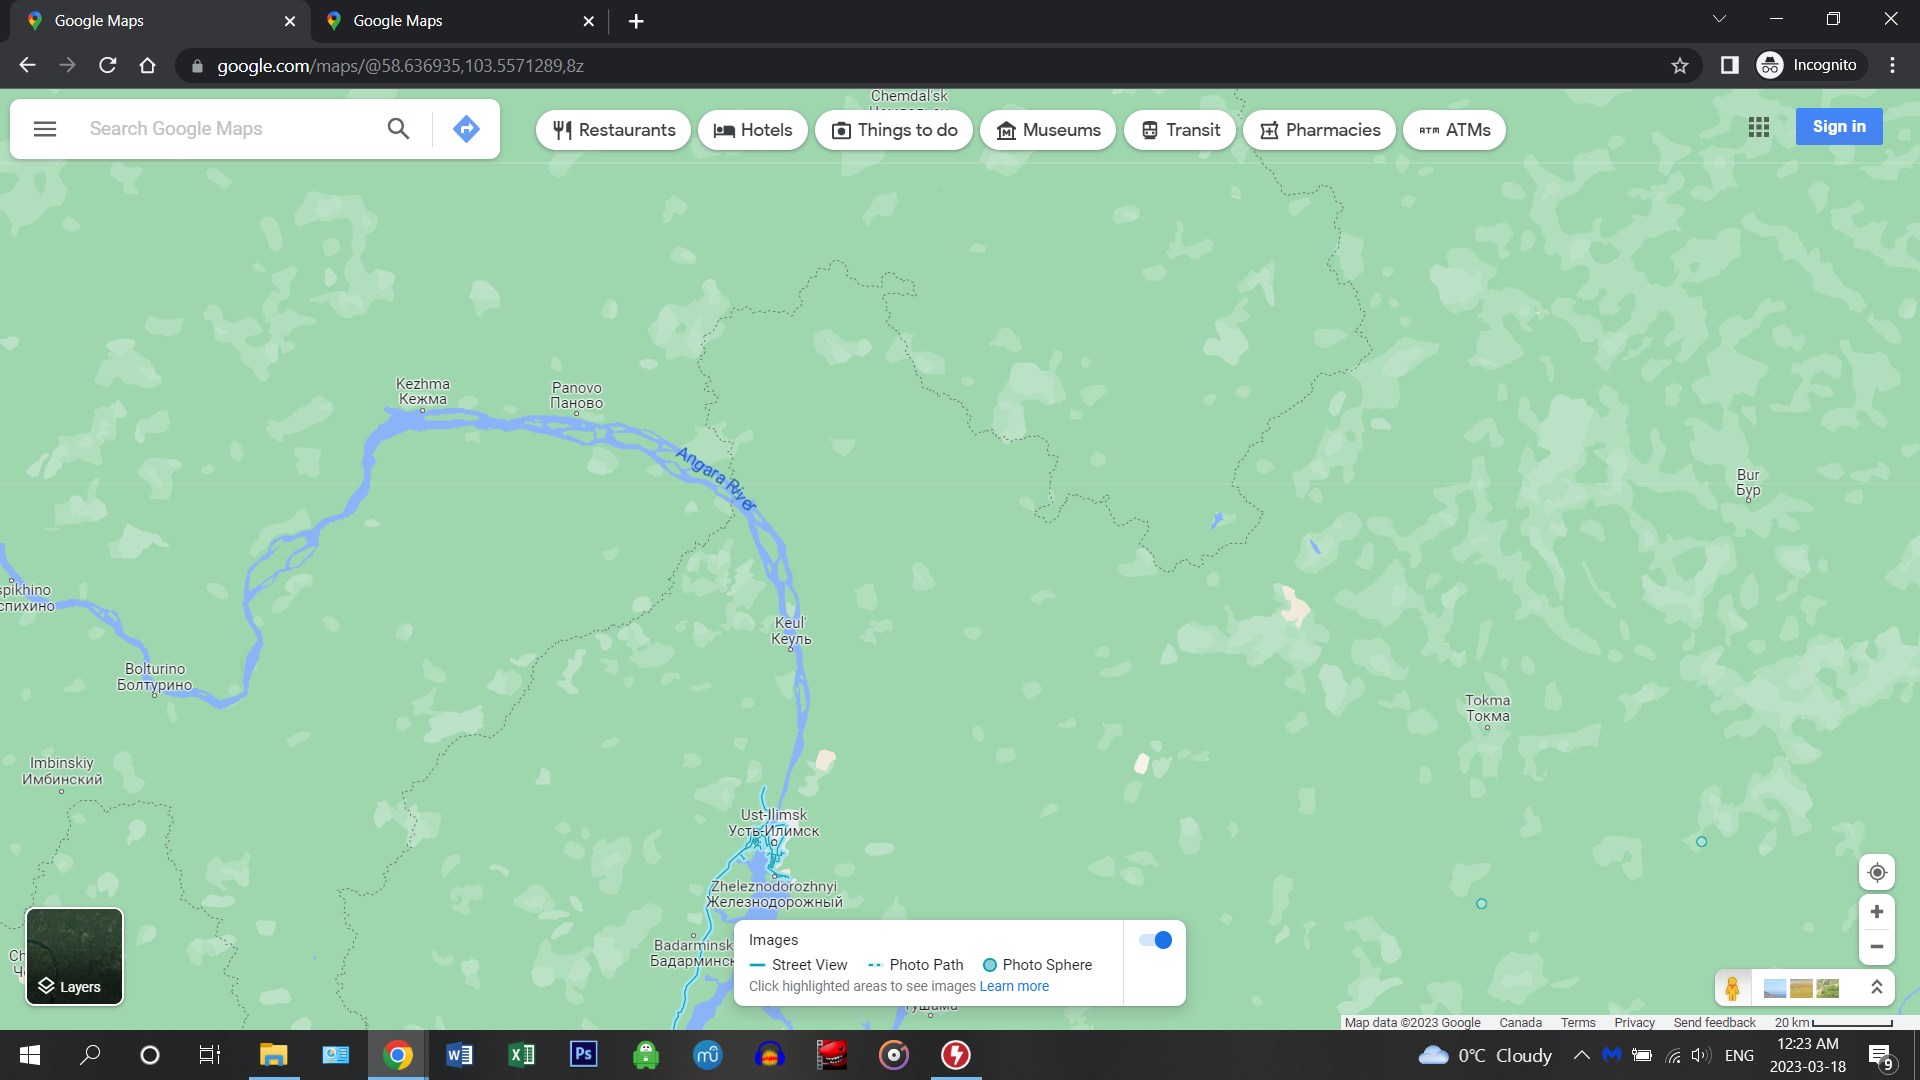 Google Maps
Google Maps
google.com/maps/@58.636935,103.5571289,8z
Incognito
Chemdal'sk
Search Google Maps
Restaurants
Hotels
Things to do
Museums
Transit
Pharmacies
ATMs
Sign in
Kezhma
Кежма
Panovo
Паново
Angara River
Bur
Бур
spikhino
спихино
Keul'
Кеуль
Bolturino
Болтурино
Tokma
Токма
Imbinskiy
Имбинский
Ust-Ilimsk
Усть-Илимск
Zheleznodorozhnyi
Железнодорожный
Badarminsk
Бадарминск
Ch
Layers
Images
Street View
Photo Path
Photo Sphere
Click highlighted areas to see images Learn more
Тушама
Map data ©2023 Google
Canada
Terms
Privacy
Send feedback
20 km
0°C Cloudy
ENG
12:23 AM
2023-03-18
9